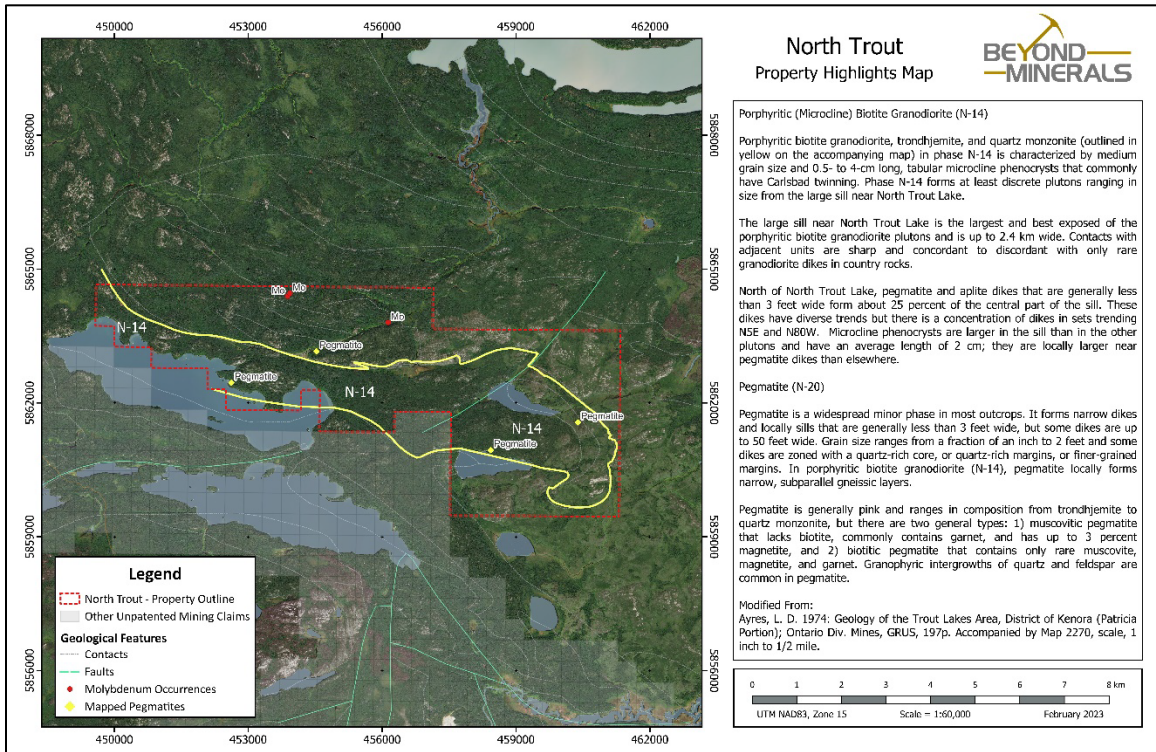 450000
453000
456000
459000
462000
5868000
5868000
5865000
5865000
5862000
5862000
5859000
5859000
5856000
5856000
Mo
Mo
Mo
N-14
Pegmatite
Pegmatite
N-14
N-14
Pegmatite
Pegmatite
Legend
North Trout - Property Outline
Other Unpatented Mining Claims
Geological Features
Contacts
Faults
Molybdenum Occurrences
Mapped Pegmatites
450000
453000
456000
459000
462000
North Trout
Property Highlights Map
BEYOND
MINERALS
Porphyritic (Microcline) Biotite Granodiorite (N-14)
Porphyritic biotite granodiorite, trondhjemite, and quartz monzonite (outlined in
yellow on the accompanying map) in phase N-14 is characterized by medium
grain size and 0.5- to 4-cm long, tabular microcline phenocrysts that commonly
have Carlsbad twinning. Phase N-14 forms at least discrete plutons ranging in
size from the large sill near North Trout Lake.
The large sill near North Trout Lake is the largest and best exposed of the
porphyritic biotite granodiorite plutons and is up to 2.4 km wide. Contacts with
adjacent units are sharp and concordant to discordant with only rare
granodiorite dikes in country rocks.
North of North Trout Lake, pegmatite and aplite dikes that are generally less
than 3 feet wide form about 25 percent of the central part of the sill. These
dikes have diverse trends but there is a concentration of dikes in sets trending
N5E and N80W. Microcline phenocrysts are larger in the sill than in the other
plutons and have an average length of 2 cm; they are locally larger near
pegmatite dikes than elsewhere.
Pegmatite (N-20)
Pegmatite is a widespread minor phase in most outcrops. It forms narrow dikes
and locally sills that are generally less than 3 feet wide, but some dikes are up
to 50 feet wide. Grain size ranges from a fraction of an inch to 2 feet and some
dikes are zoned with a quartz-rich core, or quartz-rich margins, or finer-grained
margins. In porphyritic biotite granodiorite (N-14), pegmatite locally forms
narrow, subparallel gneissic layers.
Pegmatite is generally pink and ranges in composition from trondhjemite to
quartz monzonite, but there are two general types: 1) muscovitic pegmatite
that lacks biotite, commonly contains garnet, and has up to 3 percent
magnetite, and 2) biotitic pegmatite that contains only rare muscovite,
magnetite, and garnet. Granophyric intergrowths of quartz and feldspar are
common in pegmatite.
Modified From:
Ayres, L. D. 1974: Geology of the Trout Lakes Area, District of Kenora (Patricia
Portion); Ontario Div. Mines, GRUS, 197p. Accompanied by Map 2270, scale, 1
inch to 1/2 mile.
0 1 2 3 4 5 6 7 8 km
UTM NAD83, Zone 15 Scale = 1:60,000 February 2023